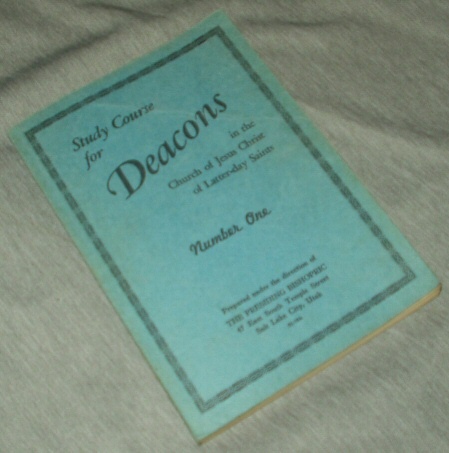 Study Course
for
Deacons
in the
Church of Jesus Christ
of Latter-day Saints
Number One
Prepared under the direction of
THE PRESIDING BISHOPRIC
47 East South Temple Street
Salt Lake City, Utah